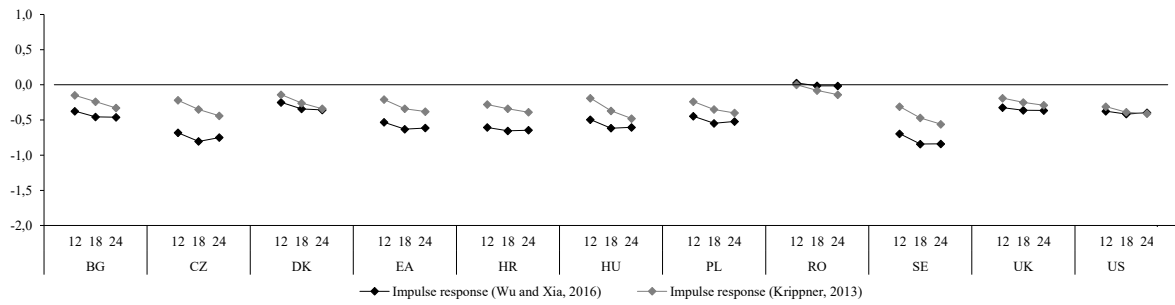 1,0
0,5
0,0
-0,5
-1,0
-1,5
-2,0
12 18 24 12 18 24 12 18 24 12 18 24 12 18 24 12 18 24 12 18 24 12 18 24 12 18 24 12 18 24 12 18 24
BG CZ DK EA HR HU PL RO SE UK US
Impulse response (Wu and Xia, 2016) Impulse response (Krippner, 2013)